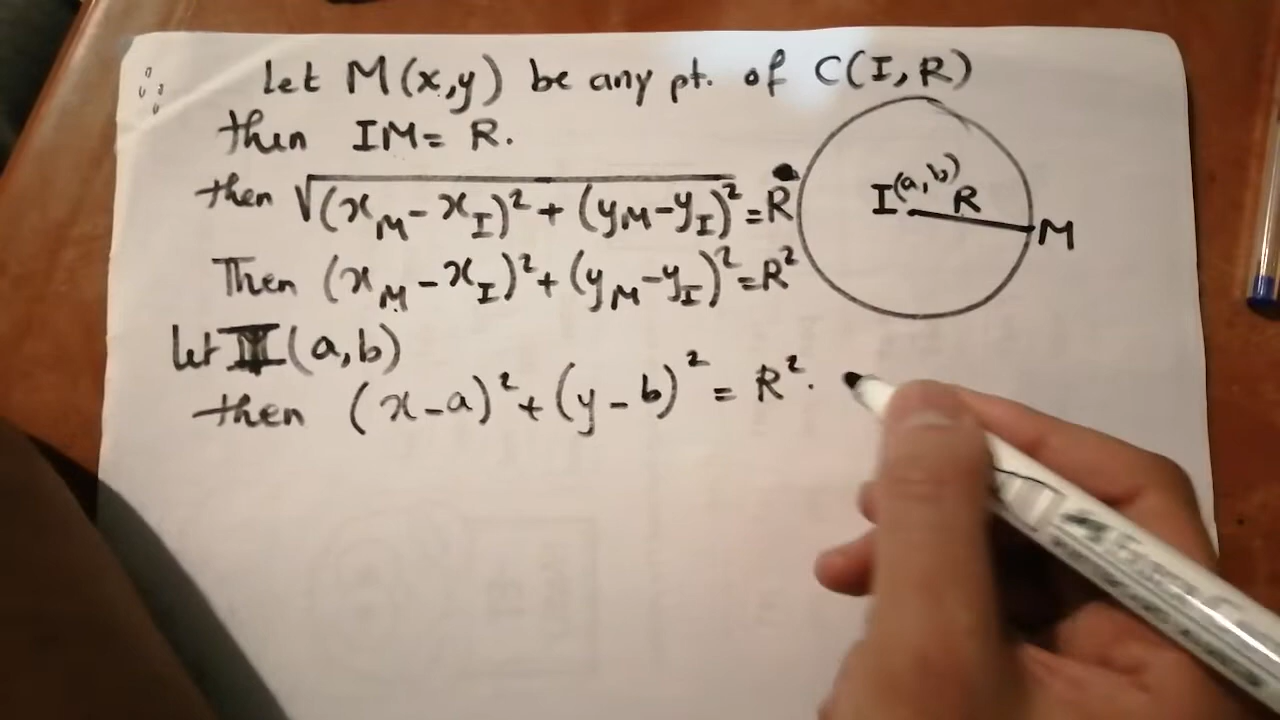 Let M(x,y) be any pt. of C(I,R)
then IM = R.
then √(x_M - x_I)² + (y_M - y_I)² = R
Then (x_M - x_I)² + (y_M - y_I)² = R²
let I(a,b)
then (x - a)² + (y - b)² = R².
I(a,b) R
M